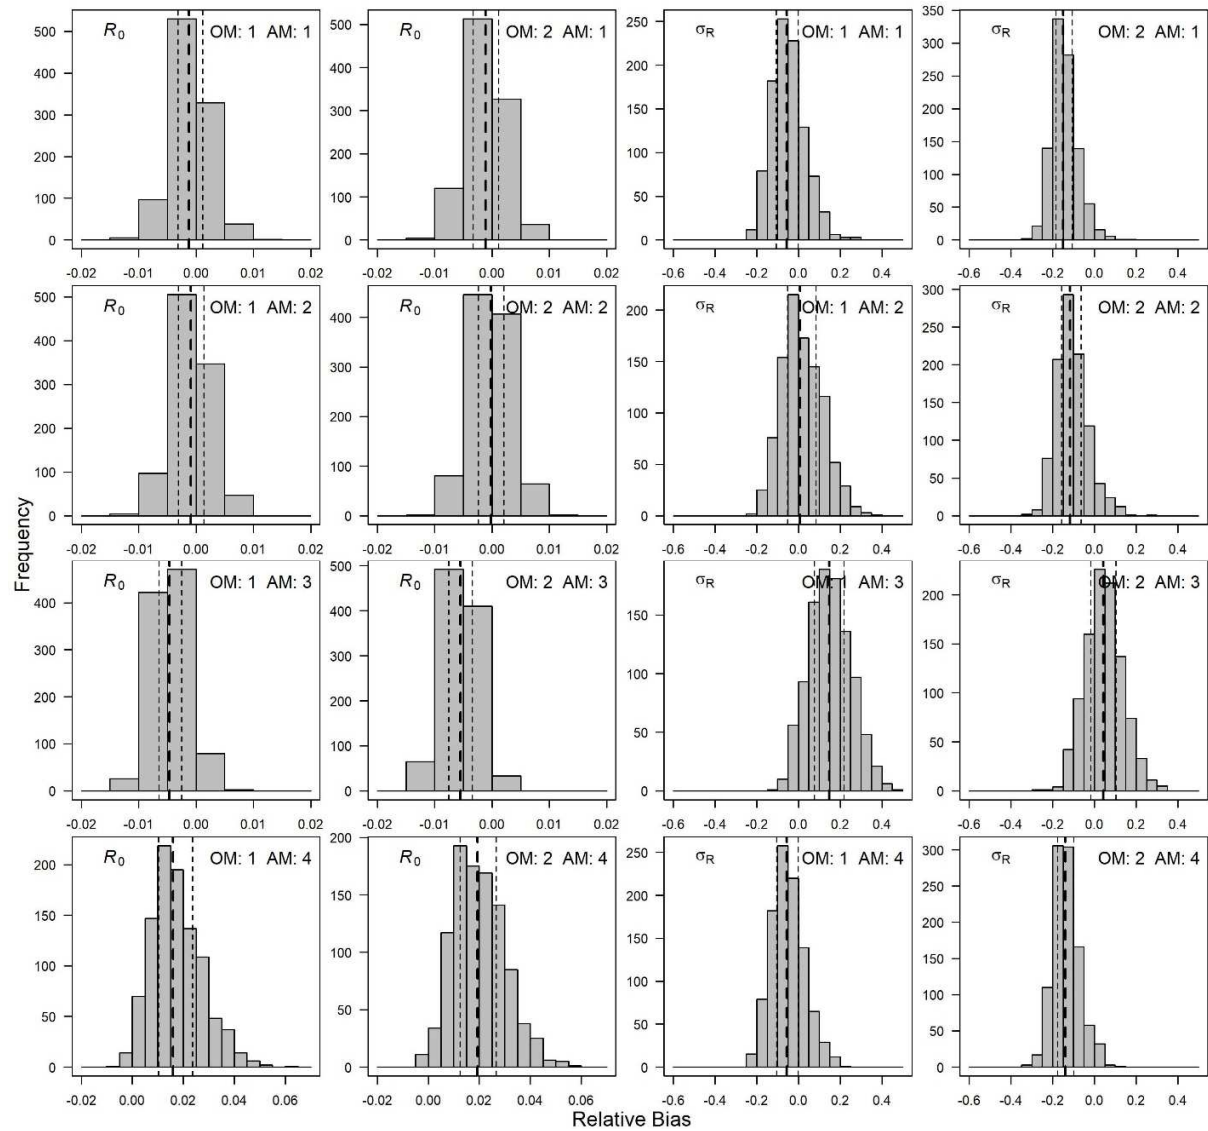 R0 OM: 1 AM: 1
500
400
300
200
100
0
-0.02 -0.01 0.00 0.01 0.02
R0 OM: 2 AM: 1
500
400
300
200
100
0
-0.02 -0.01 0.00 0.01 0.02
σR OM: 1 AM: 1
250
200
150
100
50
0
-0.6 -0.4 -0.2 0.0 0.2 0.4
σR OM: 2 AM: 1
350
300
250
200
150
100
50
0
-0.6 -0.4 -0.2 0.0 0.2 0.4
R0 OM: 1 AM: 2
500
400
300
200
100
0
-0.02 -0.01 0.00 0.01 0.02
R0 OM: 2 AM: 2
400
300
200
100
0
-0.02 -0.01 0.00 0.01 0.02
σR OM: 1 AM: 2
200
150
100
50
0
-0.6 -0.4 -0.2 0.0 0.2 0.4
σR OM: 2 AM: 2
300
250
200
150
100
50
0
-0.6 -0.4 -0.2 0.0 0.2 0.4
Frequency
R0 OM: 1 AM: 3
400
300
200
100
0
-0.02 -0.01 0.00 0.01 0.02
R0 OM: 2 AM: 3
500
400
300
200
100
0
-0.02 -0.01 0.00 0.01 0.02
σR OM: 1 AM: 3
150
100
50
0
-0.6 -0.4 -0.2 0.0 0.2 0.4
σR OM: 2 AM: 3
200
150
100
50
0
-0.6 -0.4 -0.2 0.0 0.2 0.4
R0 OM: 1 AM: 4
200
150
100
50
0
0.00 0.02 0.04 0.06
R0 OM: 2 AM: 4
200
150
100
50
0
-0.02 0.00 0.02 0.04 0.06
σR OM: 1 AM: 4
250
200
150
100
50
0
-0.6 -0.4 -0.2 0.0 0.2 0.4
σR OM: 2 AM: 4
300
250
200
150
100
50
0
-0.6 -0.4 -0.2 0.0 0.2 0.4
Relative Bias